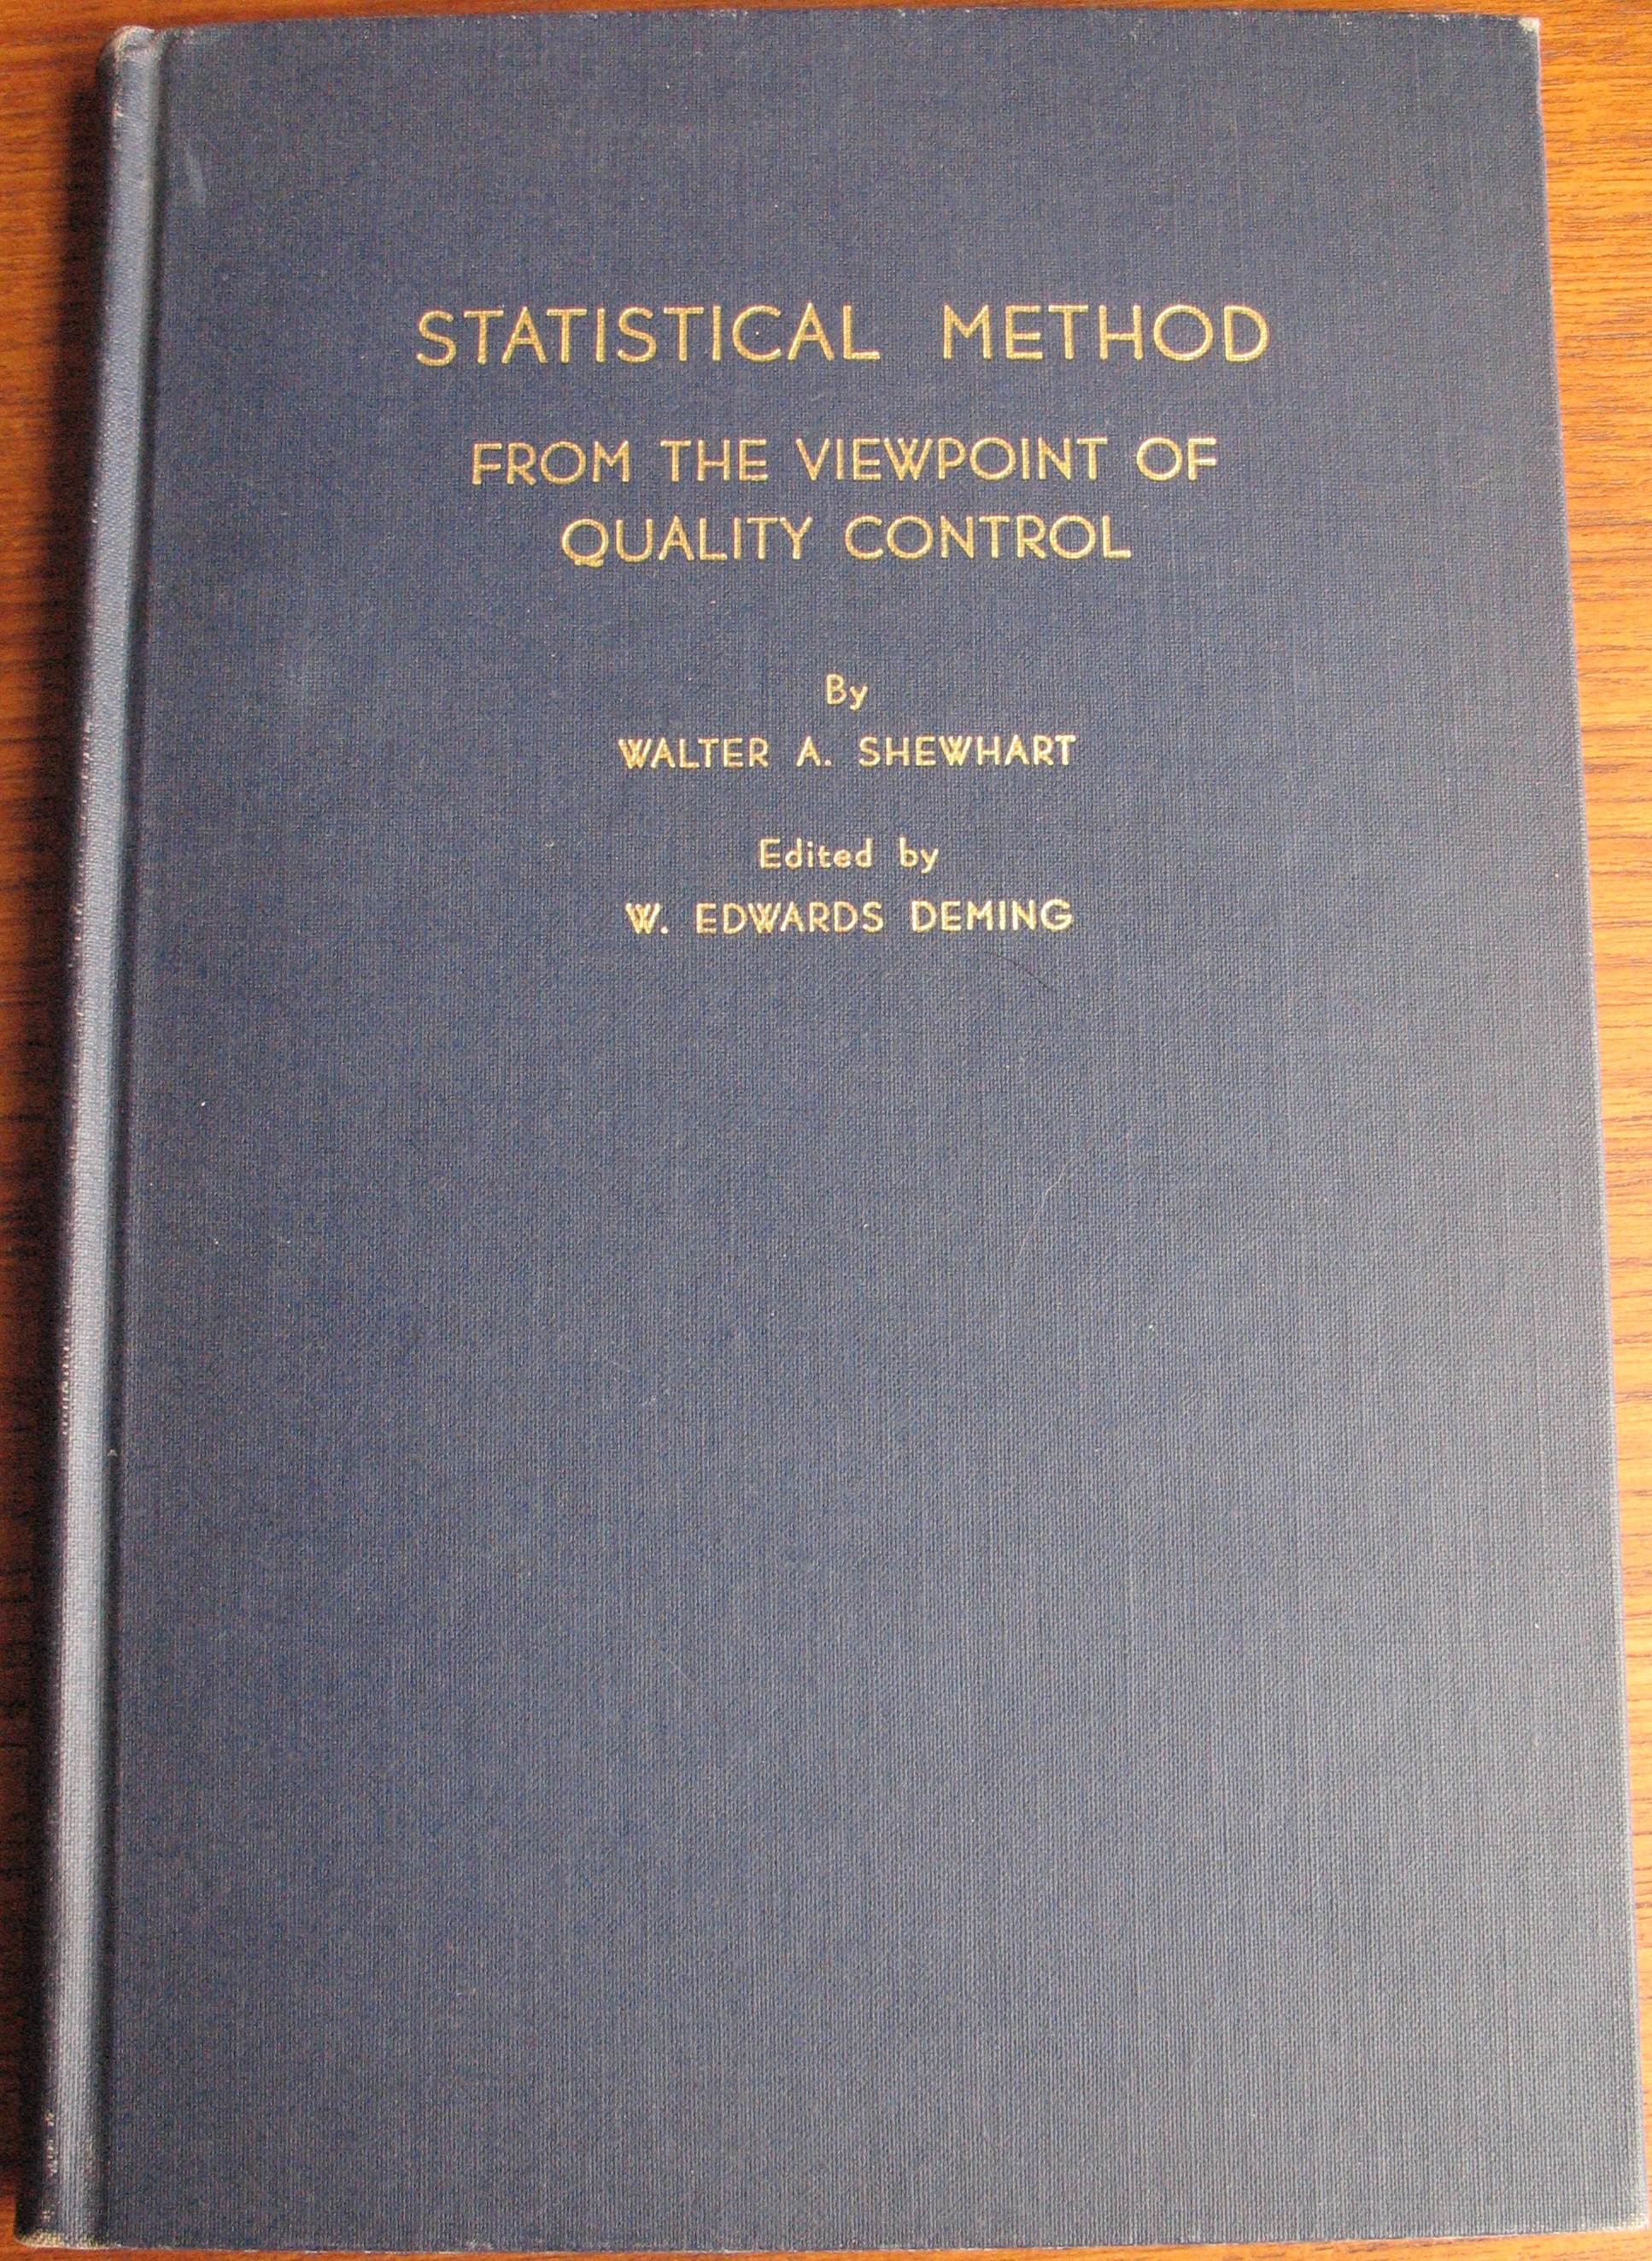 STATISTICAL METHOD
FROM THE VIEWPOINT OF
QUALITY CONTROL
By
WALTER A. SHEWHART
Edited by
W. EDWARDS DEMING